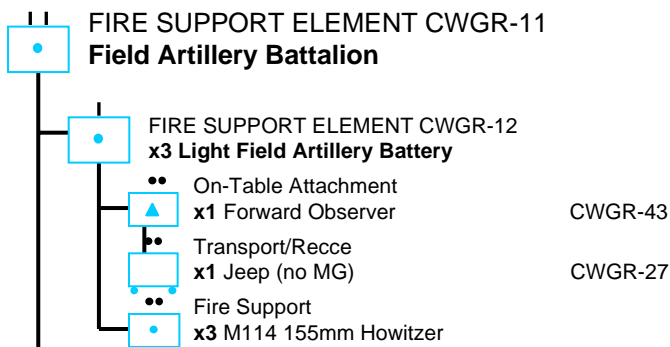 FIRE SUPPORT ELEMENT CWGR-11
Field Artillery Battalion
FIRE SUPPORT ELEMENT CWGR-12
x3 Light Field Artillery Battery
On-Table Attachment
x1 Forward Observer CWGR-43
Transport/Recce
x1 Jeep (no MG) CWGR-27
Fire Support
x3 M114 155mm Howitzer